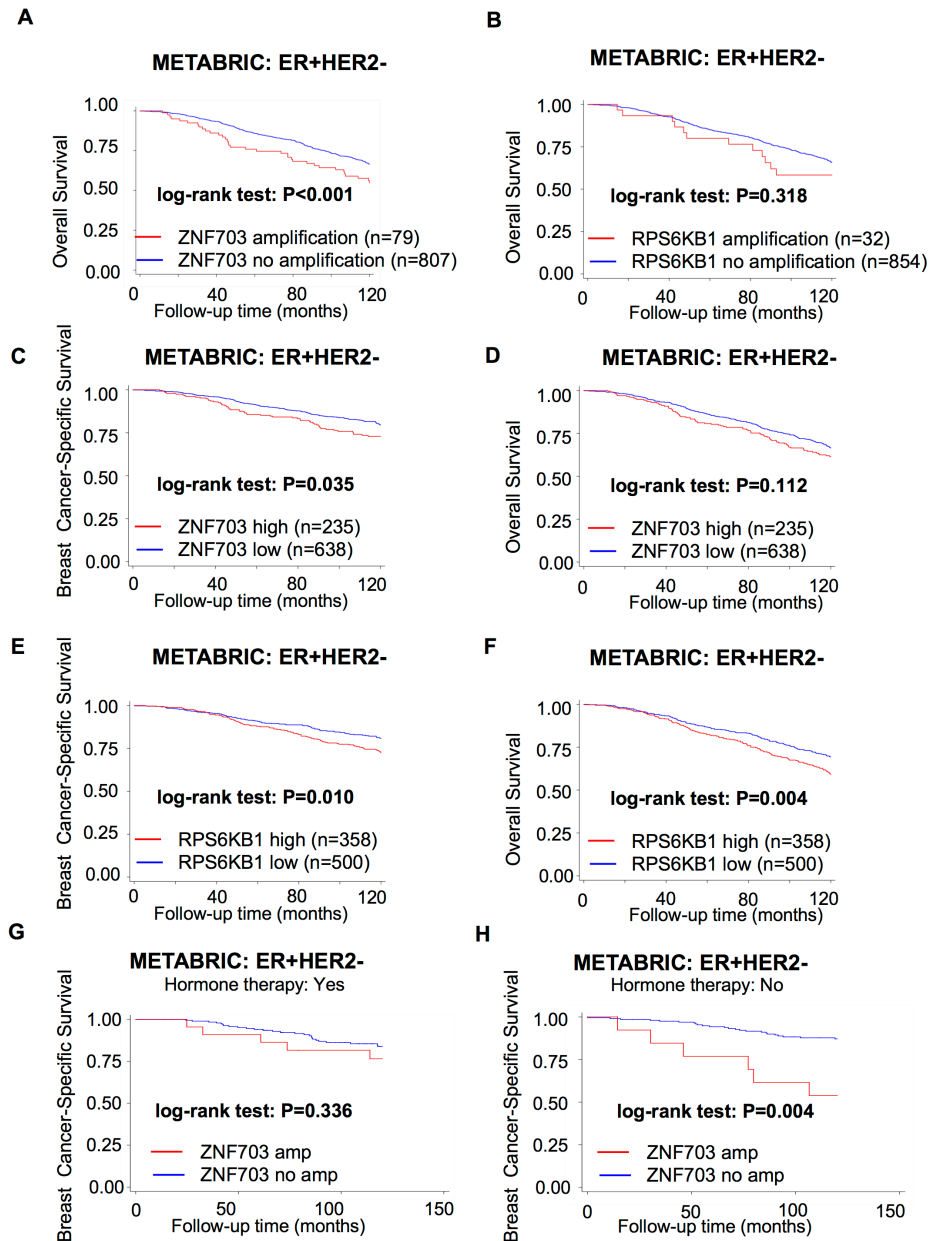 A
METABRIC: ER+HER2-
Overall Survival
1.00
0.75
0.50
0.25
0.00
log-rank test: P<0.001
ZNF703 amplification (n=79)
ZNF703 no amplification (n=807)
0 40 80 120
Follow-up time (months)
B
METABRIC: ER+HER2-
Overall Survival
1.00
0.75
0.50
0.25
0.00
log-rank test: P=0.318
RPS6KB1 amplification (n=32)
RPS6KB1 no amplification (n=854)
0 40 80 120
Follow-up time (months)
C
METABRIC: ER+HER2-
Breast Cancer-Specific Survival
1.00
0.75
0.50
0.25
0.00
log-rank test: P=0.035
ZNF703 high (n=235)
ZNF703 low (n=638)
0 40 80 120
Follow-up time (months)
D
METABRIC: ER+HER2-
Overall Survival
1.00
0.75
0.50
0.25
0.00
log-rank test: P=0.112
ZNF703 high (n=235)
ZNF703 low (n=638)
0 40 80 120
Follow-up time (months)
E
METABRIC: ER+HER2-
Breast Cancer-Specific Survival
1.00
0.75
0.50
0.25
0.00
log-rank test: P=0.010
RPS6KB1 high (n=358)
RPS6KB1 low (n=500)
0 40 80 120
Follow-up time (months)
F
METABRIC: ER+HER2-
Overall Survival
1.00
0.75
0.50
0.25
0.00
log-rank test: P=0.004
RPS6KB1 high (n=358)
RPS6KB1 low (n=500)
0 40 80 120
Follow-up time (months)
G
METABRIC: ER+HER2-
Hormone therapy: Yes
Breast Cancer-Specific Survival
1.00
0.75
0.50
0.25
0.00
log-rank test: P=0.336
ZNF703 amp
ZNF703 no amp
0 50 100 150
Follow-up time (months)
H
METABRIC: ER+HER2-
Hormone therapy: No
Breast Cancer-Specific Survival
1.00
0.75
0.50
0.25
0.00
log-rank test: P=0.004
ZNF703 amp
ZNF703 no amp
0 50 100 150
Follow-up time (months)